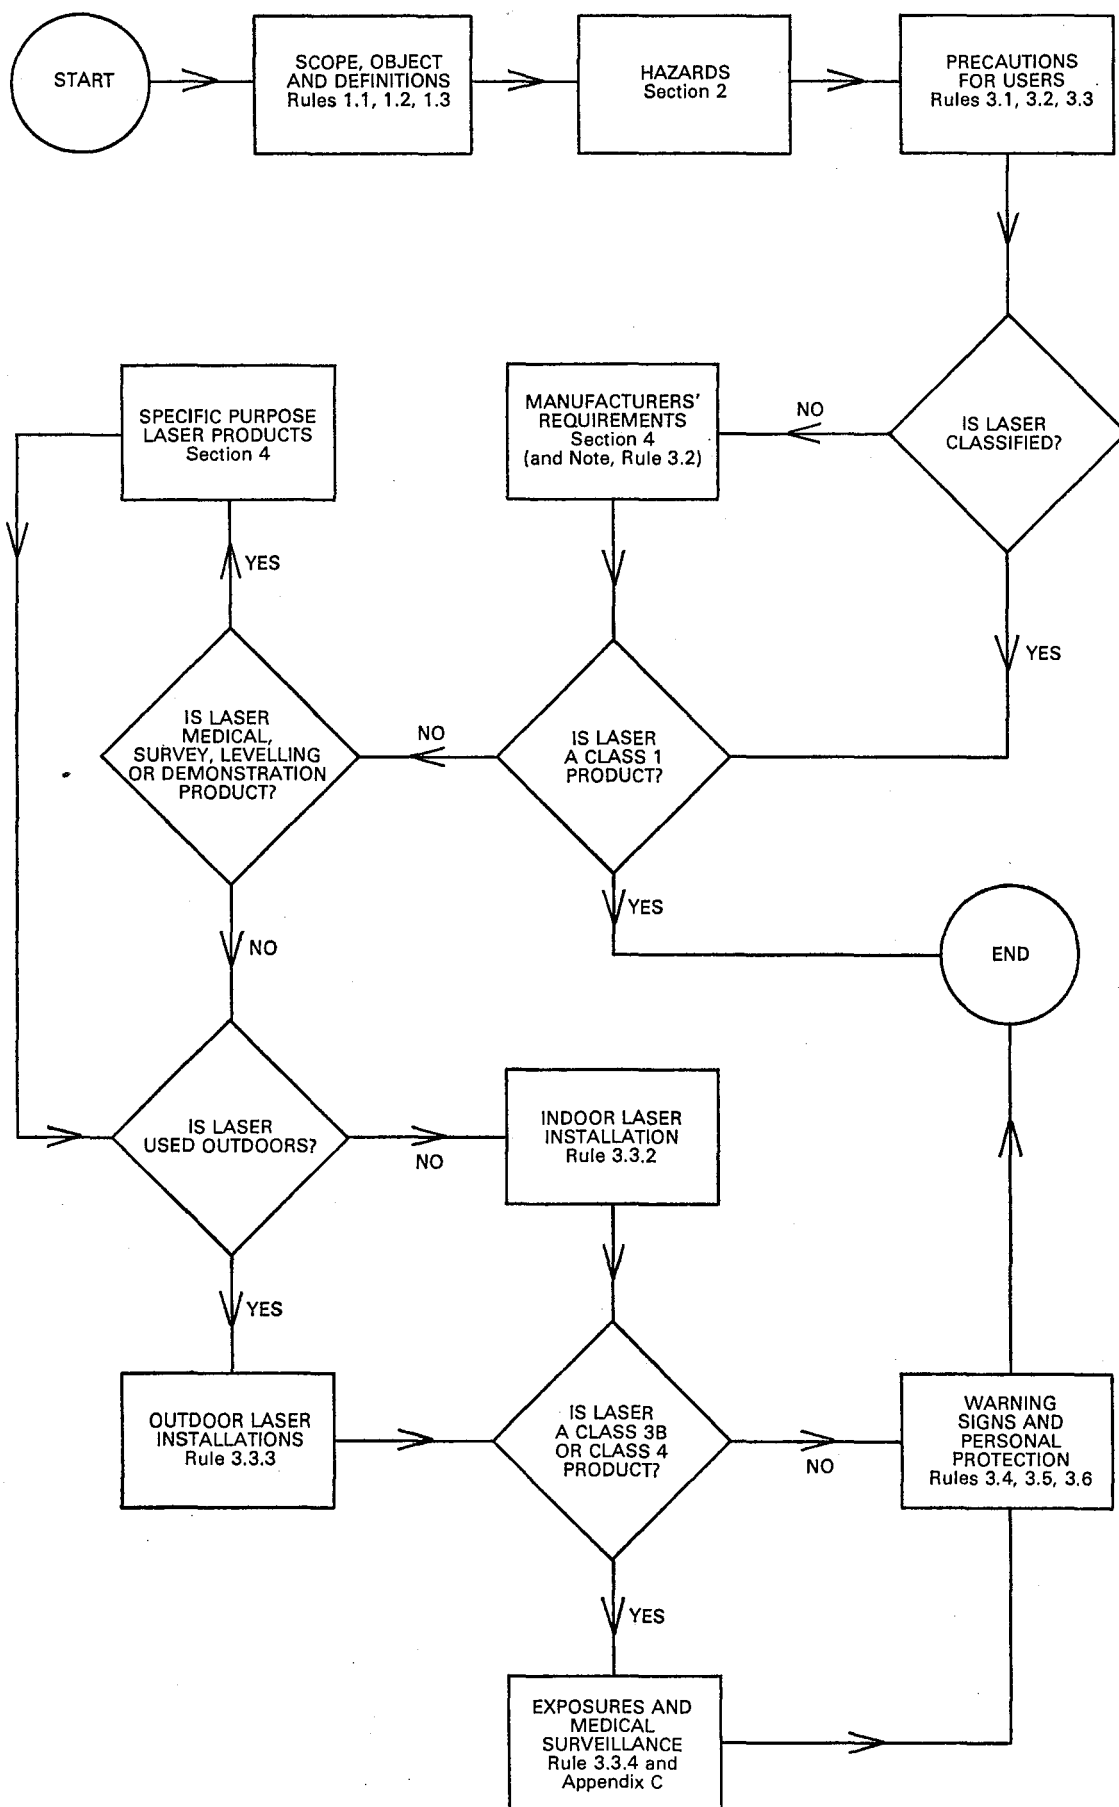 START
SCOPE, OBJECT
AND DEFINITIONS
Rules 1.1, 1.2, 1.3
HAZARDS
Section 2
PRECAUTIONS
FOR USERS
Rules 3.1, 3.2, 3.3
IS LASER
CLASSIFIED?
NO
YES
MANUFACTURERS'
REQUIREMENTS
Section 4
(and Note, Rule 3.2)
SPECIFIC PURPOSE
LASER PRODUCTS
Section 4
YES
IS LASER
MEDICAL,
SURVEY, LEVELLING
OR DEMONSTRATION
PRODUCT?
NO
IS LASER
A CLASS 1
PRODUCT?
YES
NO
END
IS LASER
USED OUTDOORS?
NO
INDOOR LASER
INSTALLATION
Rule 3.3.2
YES
OUTDOOR LASER
INSTALLATIONS
Rule 3.3.3
IS LASER
A CLASS 3B
OR CLASS 4
PRODUCT?
NO
WARNING
SIGNS AND
PERSONAL
PROTECTION
Rules 3.4, 3.5, 3.6
YES
EXPOSURES AND
MEDICAL
SURVEILLANCE
Rule 3.3.4 and
Appendix C